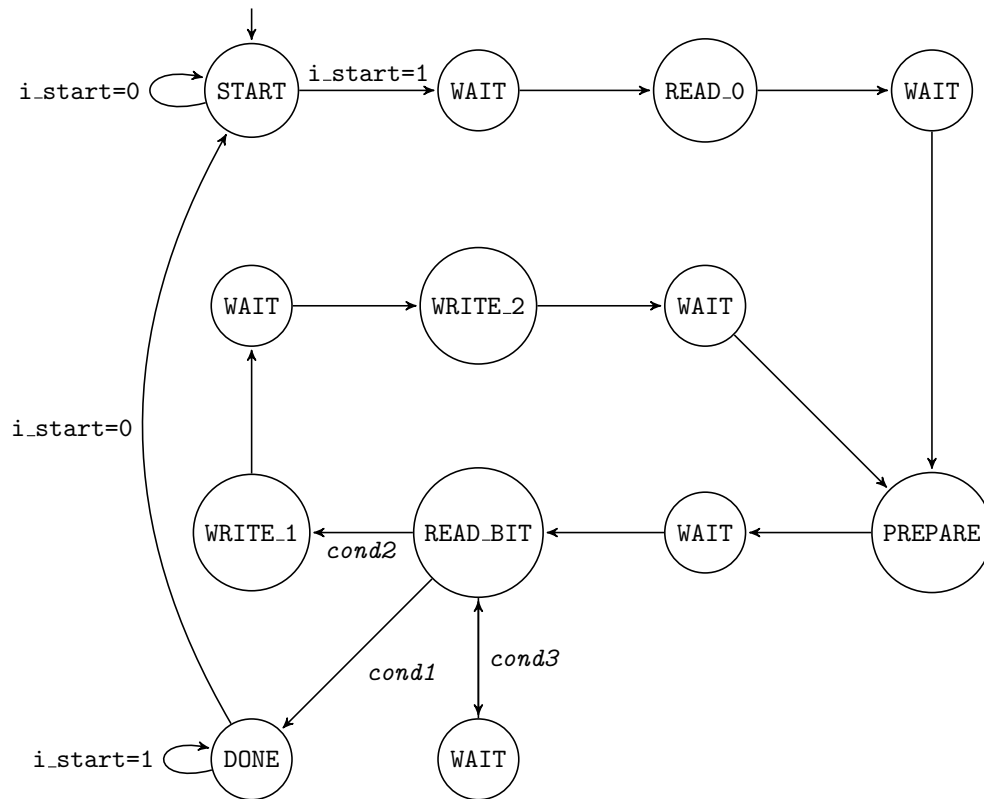 i_start=0
START
i_start=1
WAIT
READ_0
WAIT
WAIT
WRITE_2
WAIT
i_start=0
WRITE_1
cond2
READ_BIT
WAIT
PREPARE
cond1
cond3
i_start=1
DONE
WAIT